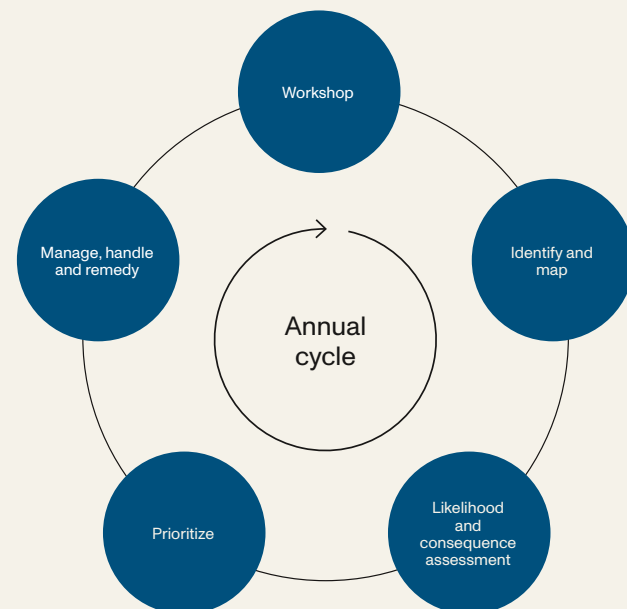 Workshop
Identify and
map
Likelihood
and
consequence
assessment
Prioritize
Manage, handle
and remedy
Annual
cycle